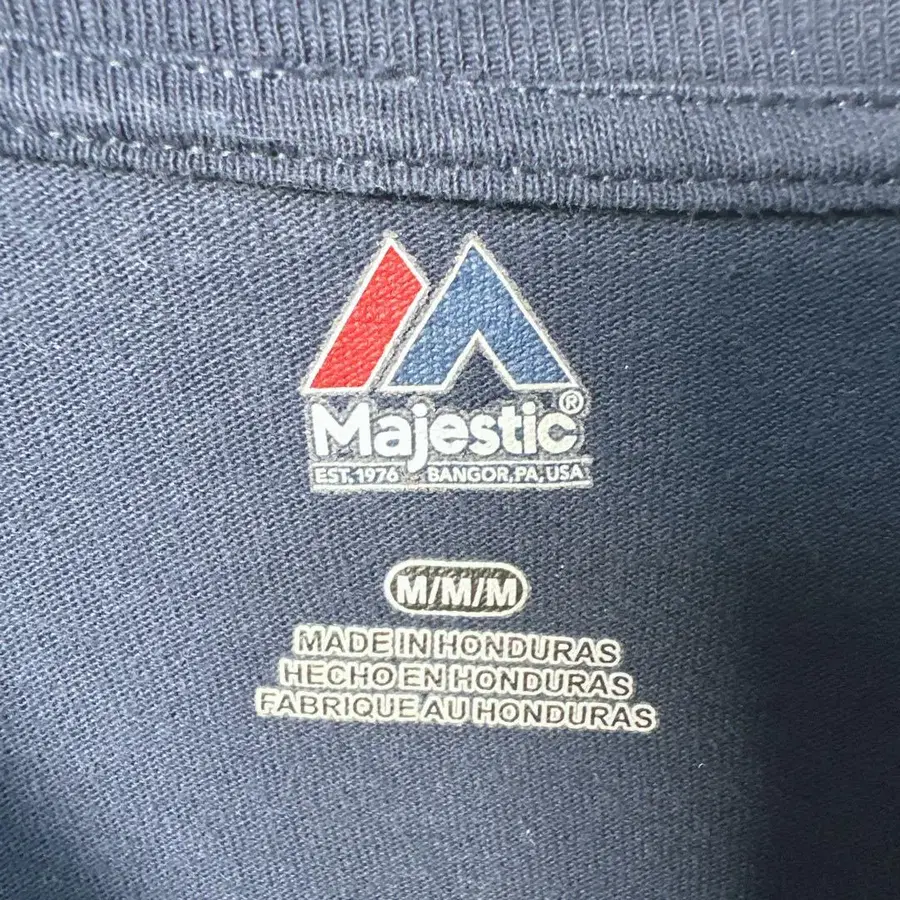 Majestic®
EST. 1976 BANGOR, PA, USA
M/M/M
MADE IN HONDURAS
HECHO EN HONDURAS
FABRIQUE AU HONDURAS